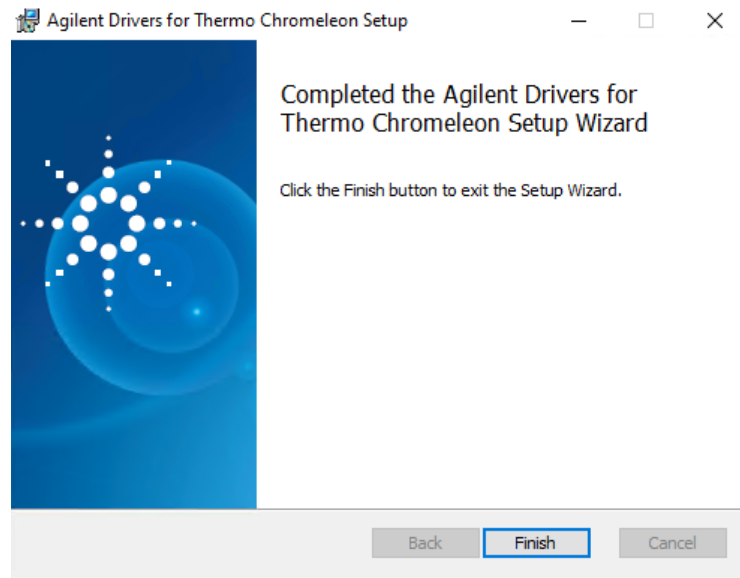 Agilent Drivers for Thermo Chromeleon Setup
Completed the Agilent Drivers for
Thermo Chromeleon Setup Wizard
Click the Finish button to exit the Setup Wizard.
Back
Finish
Cancel